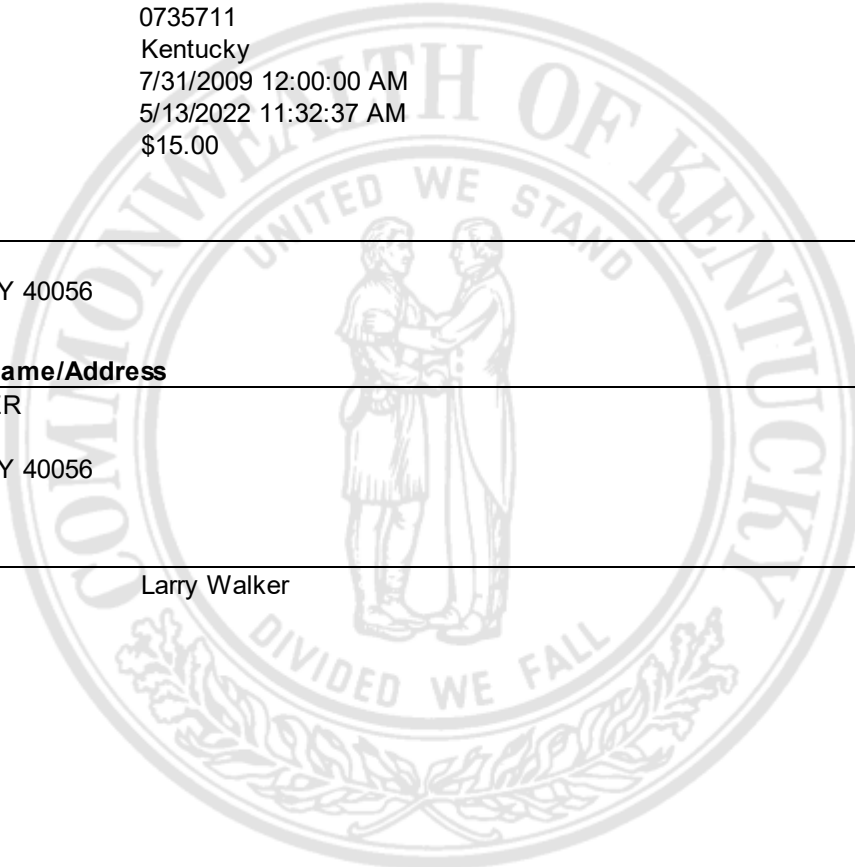 0735711
Kentucky
7/31/2009 12:00:00 AM
5/13/2022 11:32:37 AM
$15.00
Y 40056
ame/Address
ER
Y 40056
Larry Walker
COMMONWEALTH OF KENTUCKY
UNITED WE STAND
DIVIDED WE FALL